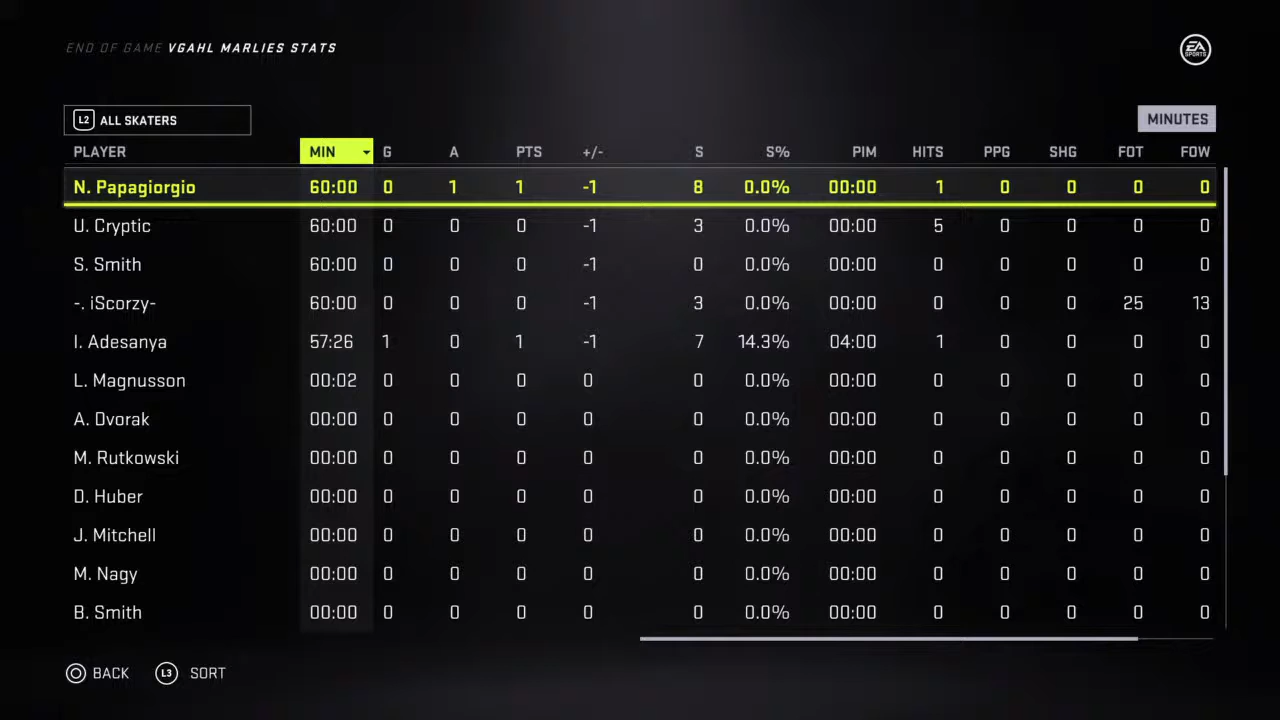 END OF GAME VGAHL MARLIES STATS
EA SPORTS
L2 ALL SKATERS
MINUTES
PLAYER MIN G A PTS +/- S S% PIM HITS PPG SHG FOT FOW
N. Papagiorgio 60:00 0 1 1 -1 8 0.0% 00:00 1 0 0 0 0
U. Cryptic 60:00 0 0 0 -1 3 0.0% 00:00 5 0 0 0 0
S. Smith 60:00 0 0 0 -1 0 0.0% 00:00 0 0 0 0 0
-. iScorzy- 60:00 0 0 0 -1 3 0.0% 00:00 0 0 0 25 13
I. Adesanya 57:26 1 0 1 -1 7 14.3% 04:00 1 0 0 0 0
L. Magnusson 00:02 0 0 0 0 0 0.0% 00:00 0 0 0 0 0
A. Dvorak 00:00 0 0 0 0 0 0.0% 00:00 0 0 0 0 0
M. Rutkowski 00:00 0 0 0 0 0 0.0% 00:00 0 0 0 0 0
D. Huber 00:00 0 0 0 0 0 0.0% 00:00 0 0 0 0 0
J. Mitchell 00:00 0 0 0 0 0 0.0% 00:00 0 0 0 0 0
M. Nagy 00:00 0 0 0 0 0 0.0% 00:00 0 0 0 0 0
B. Smith 00:00 0 0 0 0 0 0.0% 00:00 0 0 0 0 0
BACK L3 SORT